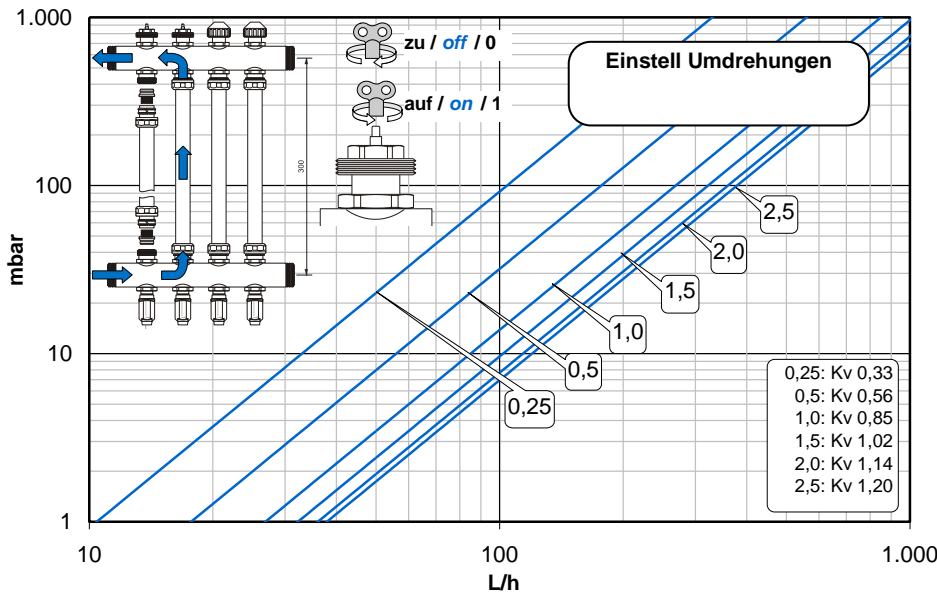 1.000
100
10
1
mbar
300
zu / off / 0
auf / on / 1
Einstell Umdrehungen
2,5
2,0
1,5
1,0
0,5
0,25
0,25: Kv 0,33
0,5: Kv 0,56
1,0: Kv 0,85
1,5: Kv 1,02
2,0: Kv 1,14
2,5: Kv 1,20
10
100
1.000
L/h